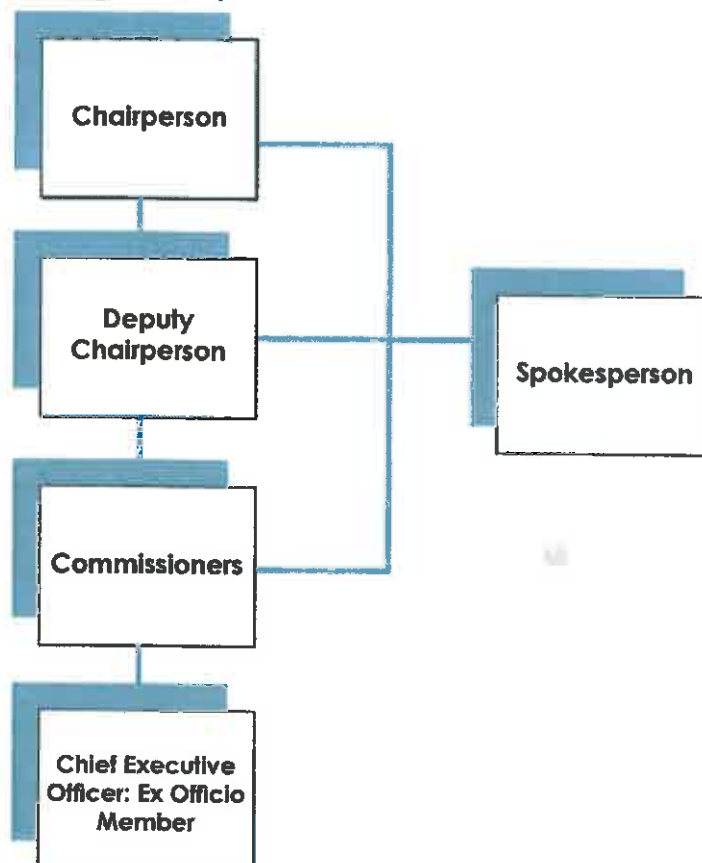 Chairperson
Deputy
Chairperson
Spokesperson
Commissioners
Chief Executive
Officer: Ex Officio
Member